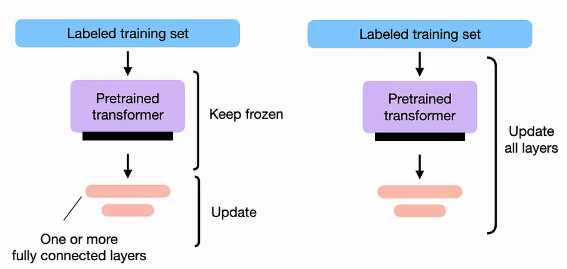 Labeled training set
Pretrained
transformer
Keep frozen
Update
One or more
fully connected layers
Labeled training set
Pretrained
transformer
Update
all layers